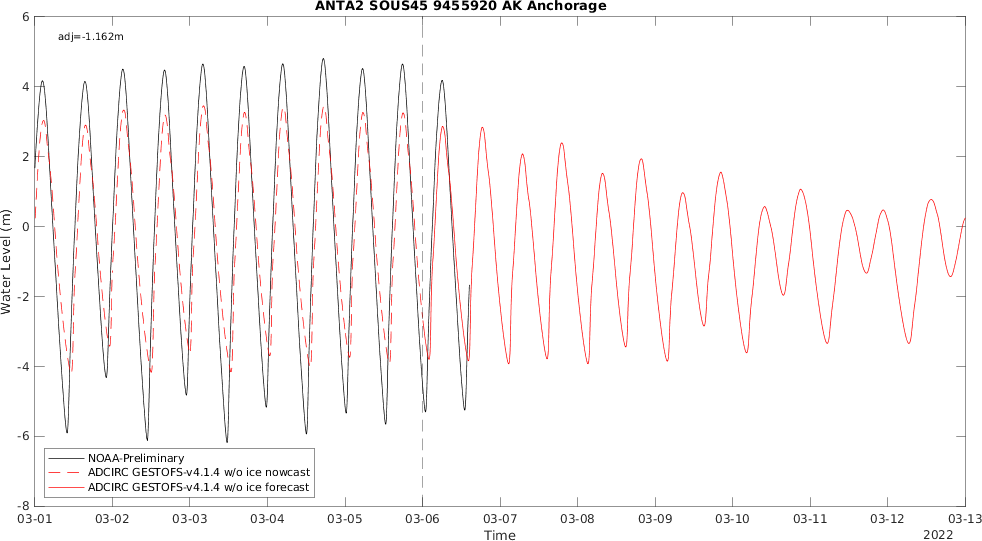 ANTA2 SOUS45 9455920 AK Anchorage
adj=-1.162m
6
4
2
0
-2
-4
-6
-8
Water Level (m)
NOAA-Preliminary
ADCIRC GESTOFS-v4.1.4 w/o ice nowcast
ADCIRC GESTOFS-v4.1.4 w/o ice forecast
03-01 03-02 03-03 03-04 03-05 03-06 03-07 03-08 03-09 03-10 03-11 03-12 03-13
Time
2022